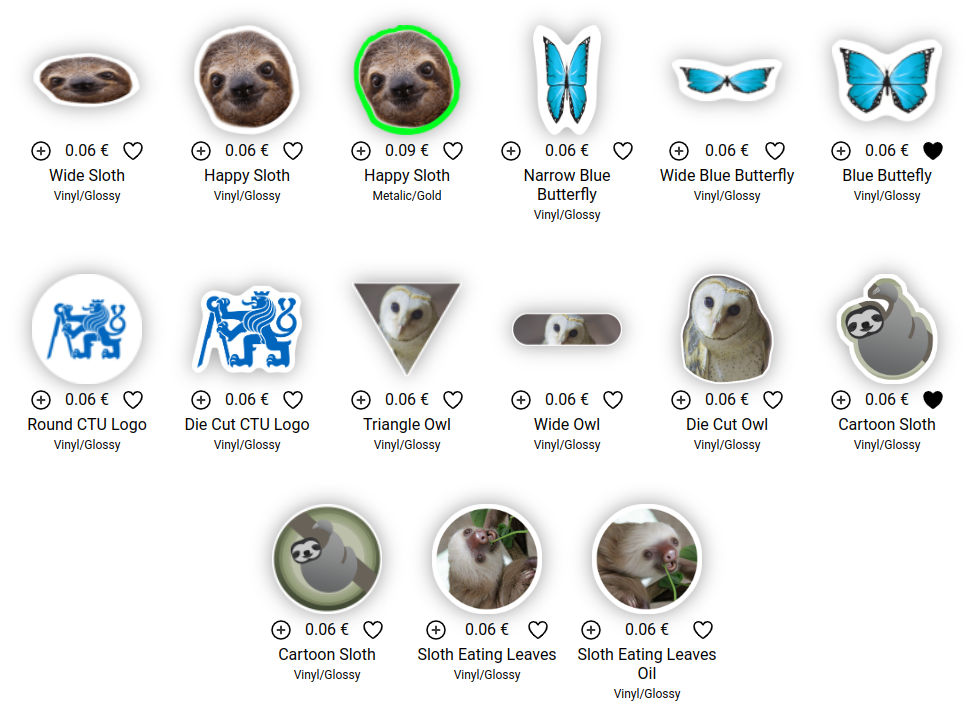 0.06 € 0.06 € 0.09 € 0.06 € 0.06 € 0.06 €
Wide Sloth Happy Sloth Happy Sloth Narrow Blue Wide Blue Butterfly Blue Buttefly
Vinyl/Glossy Vinyl/Glossy Metalic/Gold Butterfly Vinyl/Glossy Vinyl/Glossy
Vinyl/Glossy
0.06 € 0.06 € 0.06 € 0.06 € 0.06 € 0.06 €
Round CTU Logo Die Cut CTU Logo Triangle Owl Wide Owl Die Cut Owl Cartoon Sloth
Vinyl/Glossy Vinyl/Glossy Vinyl/Glossy Vinyl/Glossy Vinyl/Glossy Vinyl/Glossy
0.06 € 0.06 € 0.06 €
Cartoon Sloth Sloth Eating Leaves Sloth Eating Leaves
Vinyl/Glossy Vinyl/Glossy Oil
Vinyl/Glossy